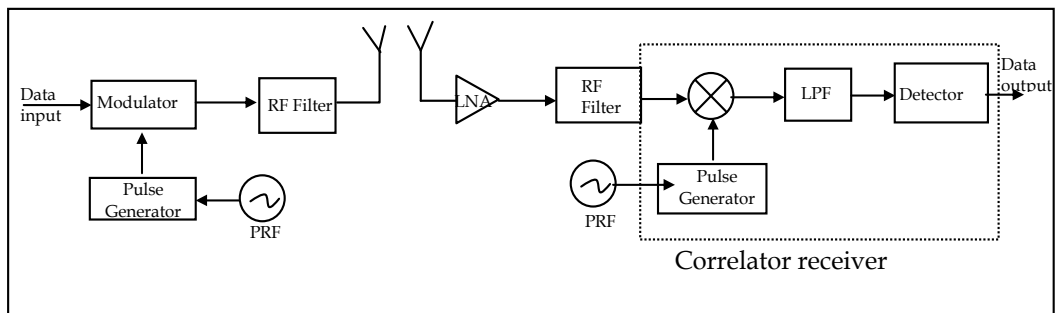 Data
input
Modulator
RF Filter
Pulse
Generator
PRF
LNA
RF
Filter
LPF
Detector
Data
output
Pulse
Generator
PRF
Correlator receiver